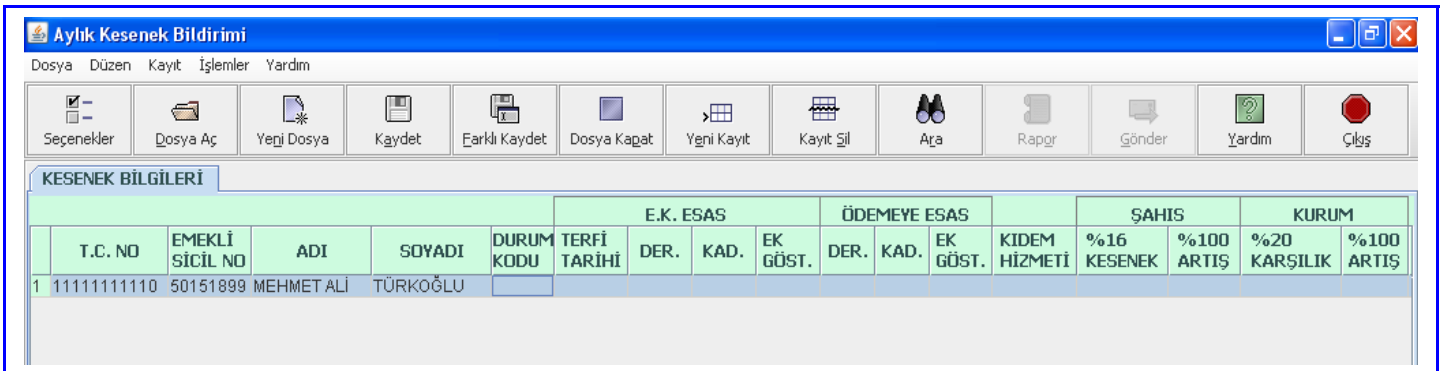 Aylık Kesenek Bildirimi
Dosya Düzen Kayıt İşlemler Yardım
Seçenekler Dosya Aç Yeni Dosya Kaydet Farklı Kaydet Dosya Kapat Yeni Kayıt Kayıt Sil Ara Rapor Gönder Yardım Çıkış
KESENEK BİLGİLERİ
E.K. ESAS ÖDEMEYE ESAS ŞAHIS KURUM
T.C. NO EMEKLİ SİCİL NO ADI SOYADI DURUM KODU TERFİ TARİHİ DER. KAD. EK GÖST. DER. KAD. EK GÖST. KIDEM HİZMETİ %16 KESENEK %100 ARTIŞ %20 KARŞILIK %100 ARTIŞ
1 11111111110 50151899 MEHMET ALİ TÜRKOĞLU